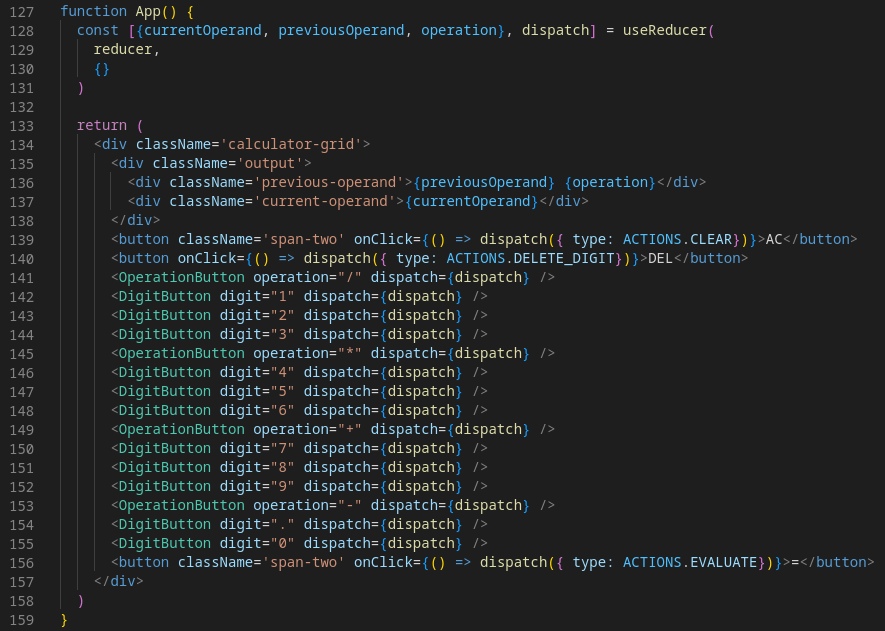 127 function App() {
128   const [{currentOperand, previousOperand, operation}, dispatch] = useReducer(
129     reducer,
130     {}
131   )
132
133   return (
134     <div className='calculator-grid'>
135       <div className='output'>
136         <div className='previous-operand'>{previousOperand} {operation}</div>
137         <div className='current-operand'>{currentOperand}</div>
138       </div>
139       <button className='span-two' onClick={() => dispatch({ type: ACTIONS.CLEAR})}>AC</button>
140       <button onClick={() => dispatch({ type: ACTIONS.DELETE_DIGIT})}>DEL</button>
141       <OperationButton operation="/" dispatch={dispatch} />
142       <DigitButton digit="1" dispatch={dispatch} />
143       <DigitButton digit="2" dispatch={dispatch} />
144       <DigitButton digit="3" dispatch={dispatch} />
145       <OperationButton operation="*" dispatch={dispatch} />
146       <DigitButton digit="4" dispatch={dispatch} />
147       <DigitButton digit="5" dispatch={dispatch} />
148       <DigitButton digit="6" dispatch={dispatch} />
149       <OperationButton operation="+" dispatch={dispatch} />
150       <DigitButton digit="7" dispatch={dispatch} />
151       <DigitButton digit="8" dispatch={dispatch} />
152       <DigitButton digit="9" dispatch={dispatch} />
153       <OperationButton operation="-" dispatch={dispatch} />
154       <DigitButton digit="." dispatch={dispatch} />
155       <DigitButton digit="0" dispatch={dispatch} />
156       <button className='span-two' onClick={() => dispatch({ type: ACTIONS.EVALUATE})}>=</button>
157     </div>
158   )
159 }